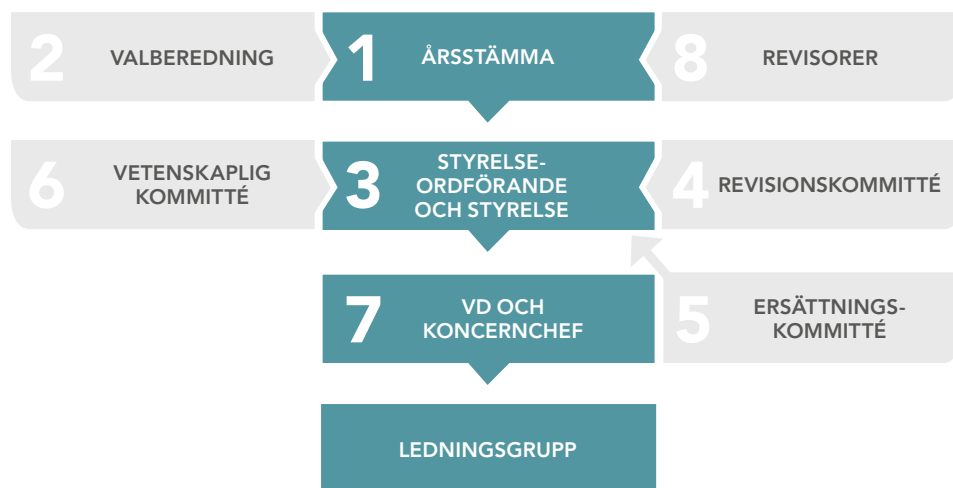 2 VALBEREDNING
1 ÅRSSTÄMMA
8 REVISORER
6 VETENSKAPLIG
KOMMITTÉ
3 STYRELSE-
ORDFÖRANDE
OCH STYRELSE
4 REVISIONSKOMMITTÉ
7 VD OCH
KONCERNCHEF
5 ERSÄTTNINGS-
KOMMITTÉ
LEDNINGSGRUPP